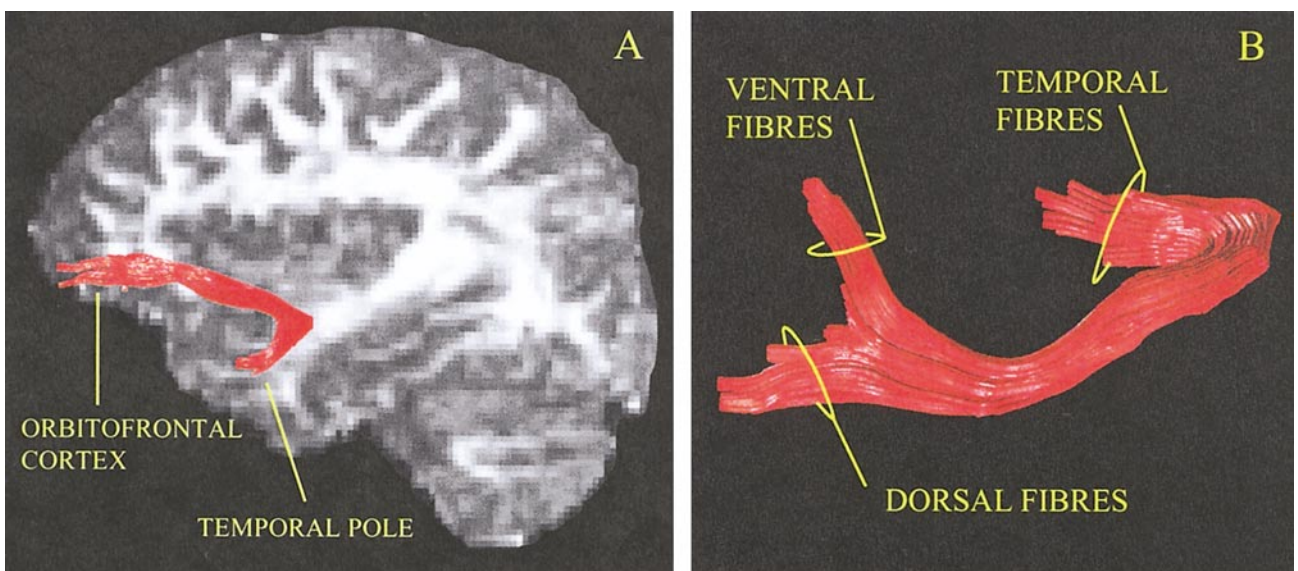 A
ORBITOFRONTAL
CORTEX
TEMPORAL POLE
B
VENTRAL
FIBRES
TEMPORAL
FIBRES
DORSAL FIBRES